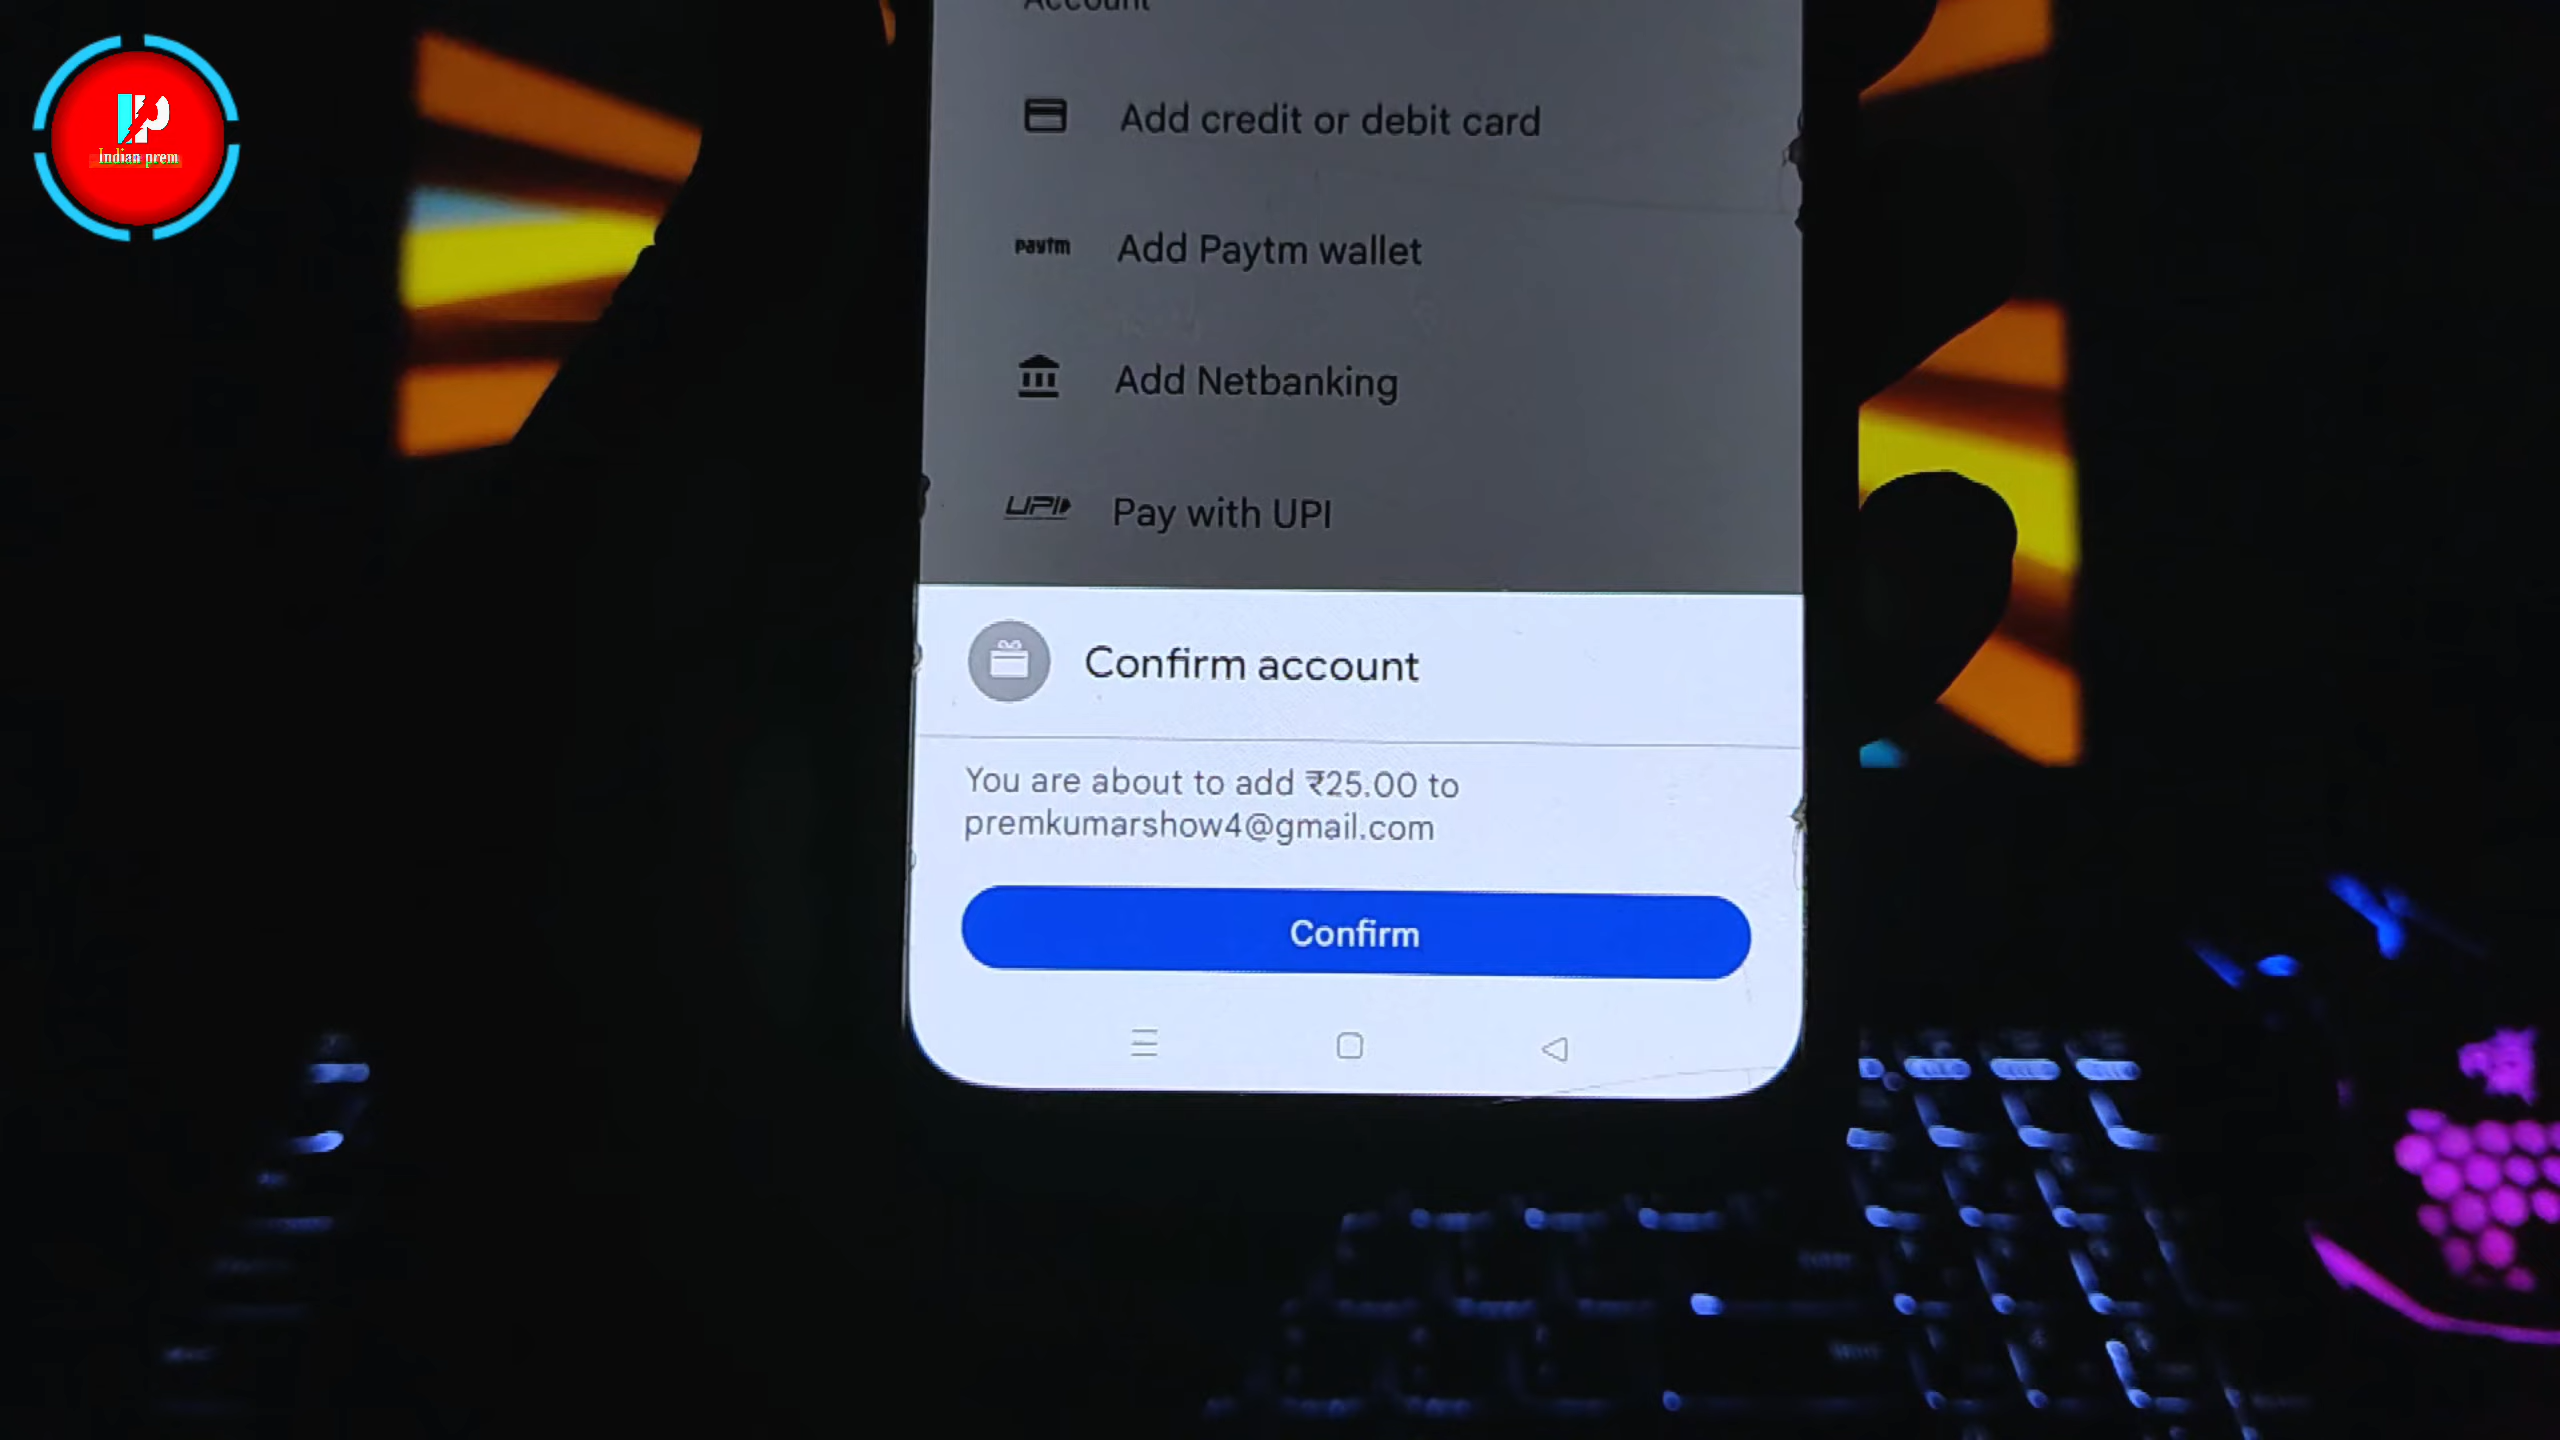 Indian prem
Account
Add credit or debit card
paytm Add Paytm wallet
Add Netbanking
UPI Pay with UPI
Confirm account
You are about to add ₹25.00 to
premkumarshow4@gmail.com
Confirm